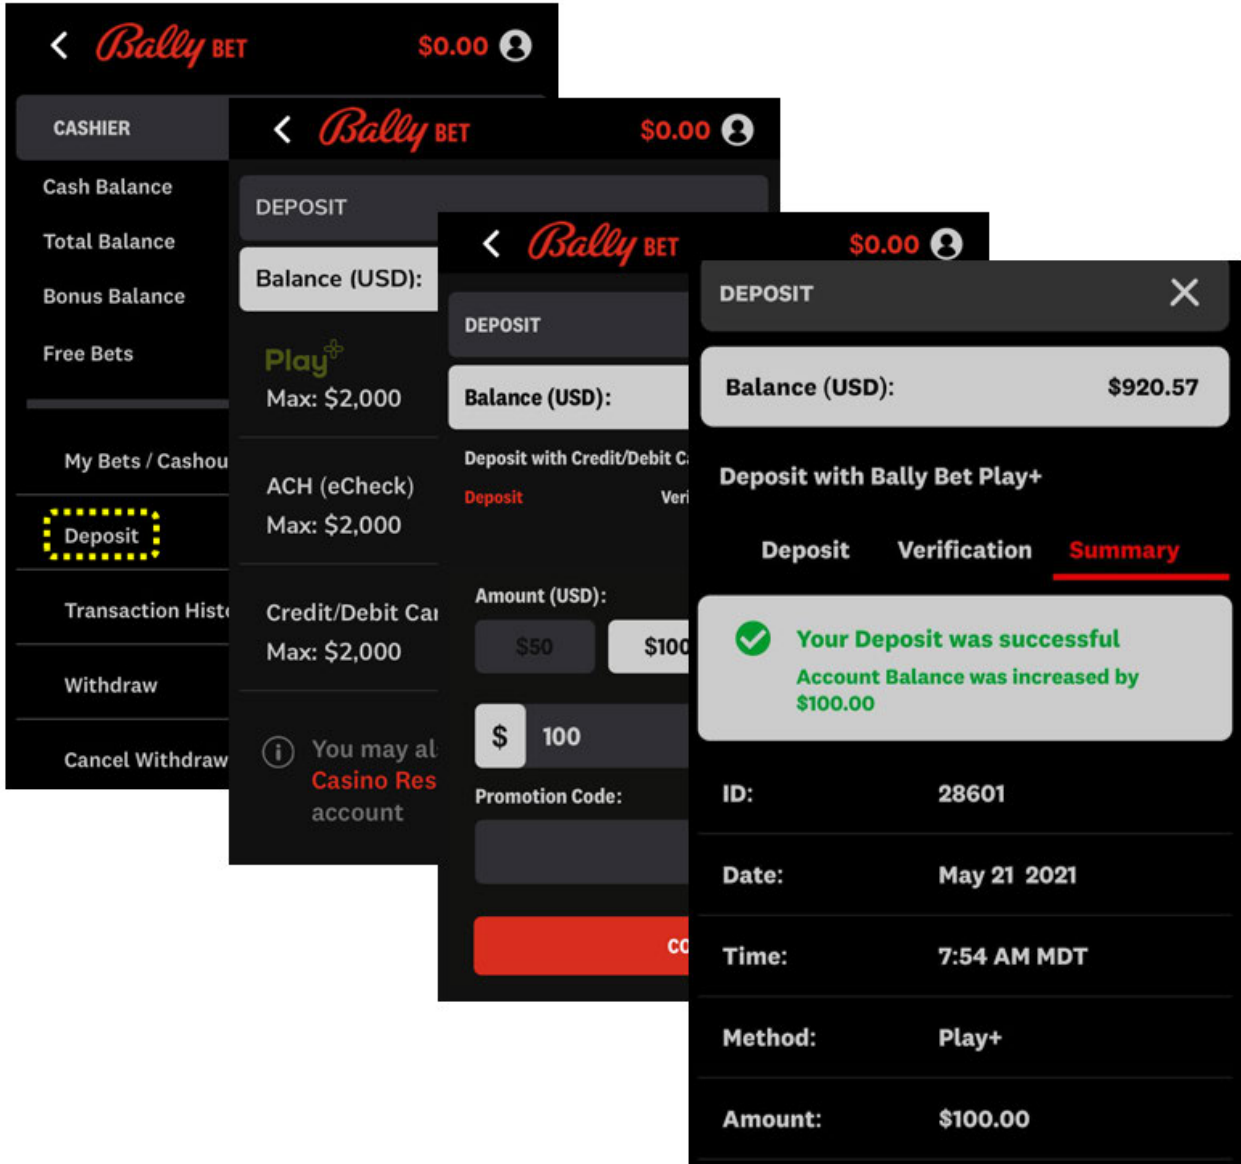 Bally BET
$0.00
CASHIER
Cash Balance
Total Balance
Bonus Balance
Free Bets
My Bets / Cashou
Deposit
Transaction Histo
Withdraw
Cancel Withdraw
Bally BET
$0.00
DEPOSIT
Balance (USD):
Play+
Max: $2,000
ACH (eCheck)
Max: $2,000
Credit/Debit Car
Max: $2,000
You may al
Casino Res
account
Bally BET
$0.00
DEPOSIT
Balance (USD):
Deposit with Credit/Debit Ca
Deposit Veri
Amount (USD):
$50 $100
$ 100
Promotion Code:
CO
DEPOSIT
Balance (USD): $920.57
Deposit with Bally Bet Play+
Deposit Verification Summary
Your Deposit was successful
Account Balance was increased by
$100.00
ID: 28601
Date: May 21 2021
Time: 7:54 AM MDT
Method: Play+
Amount: $100.00